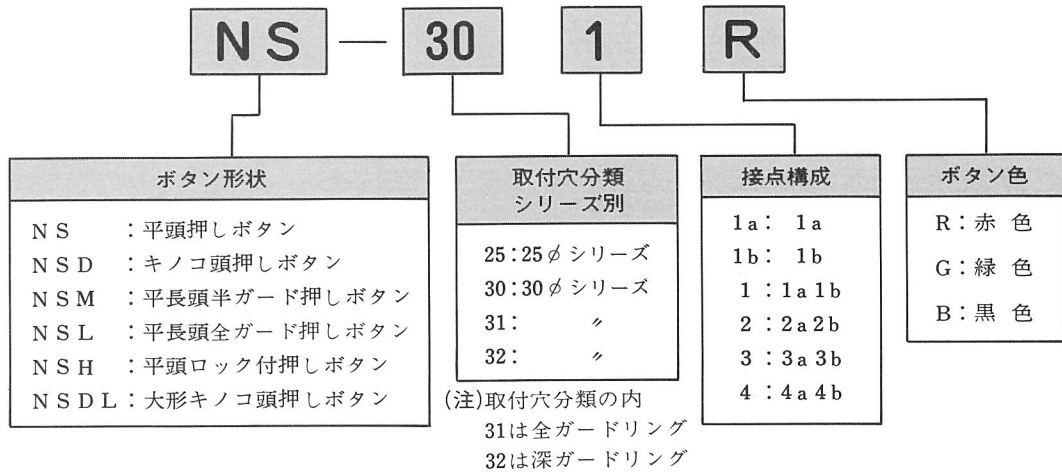 NS — 30 1 R
ボタン形状
NS :平頭押しボタン
NSD :キノコ頭押しボタン
NSM :平長頭半ガード押しボタン
NSL :平長頭全ガード押しボタン
NSH :平頭ロック付押しボタン
NSDL:大形キノコ頭押しボタン
取付穴分類
シリーズ別
25:25φシリーズ
30:30φシリーズ
31: 〃
32: 〃
(注)取付穴分類の内
31は全ガードリング
32は深ガードリング
接点構成
1a: 1a
1b: 1b
1:1a1b
2:2a2b
3:3a3b
4:4a4b
ボタン色
R:赤 色
G:緑 色
B:黒 色